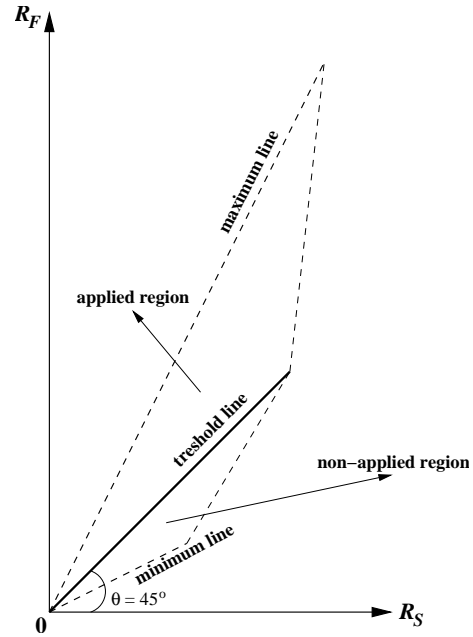 R_F
maximum line
applied region
treshold line
non−applied region
minimum line
θ = 45°
0
R_S